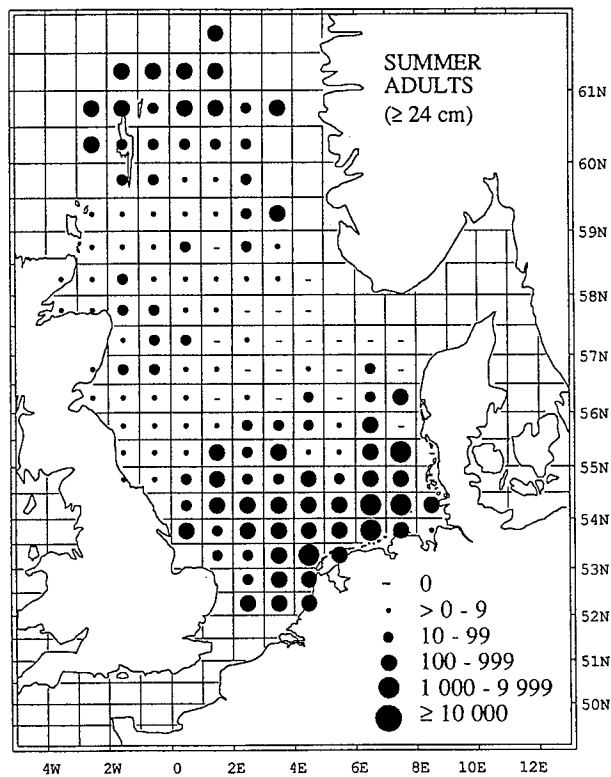 SUMMER
ADULTS
(≥ 24 cm)
61N
60N
59N
58N
57N
56N
55N
54N
53N
52N
51N
50N
- 0
> 0 - 9
10 - 99
100 - 999
1 000 - 9 999
≥ 10 000
4W 2W 0 2E 4E 6E 8E 10E 12E